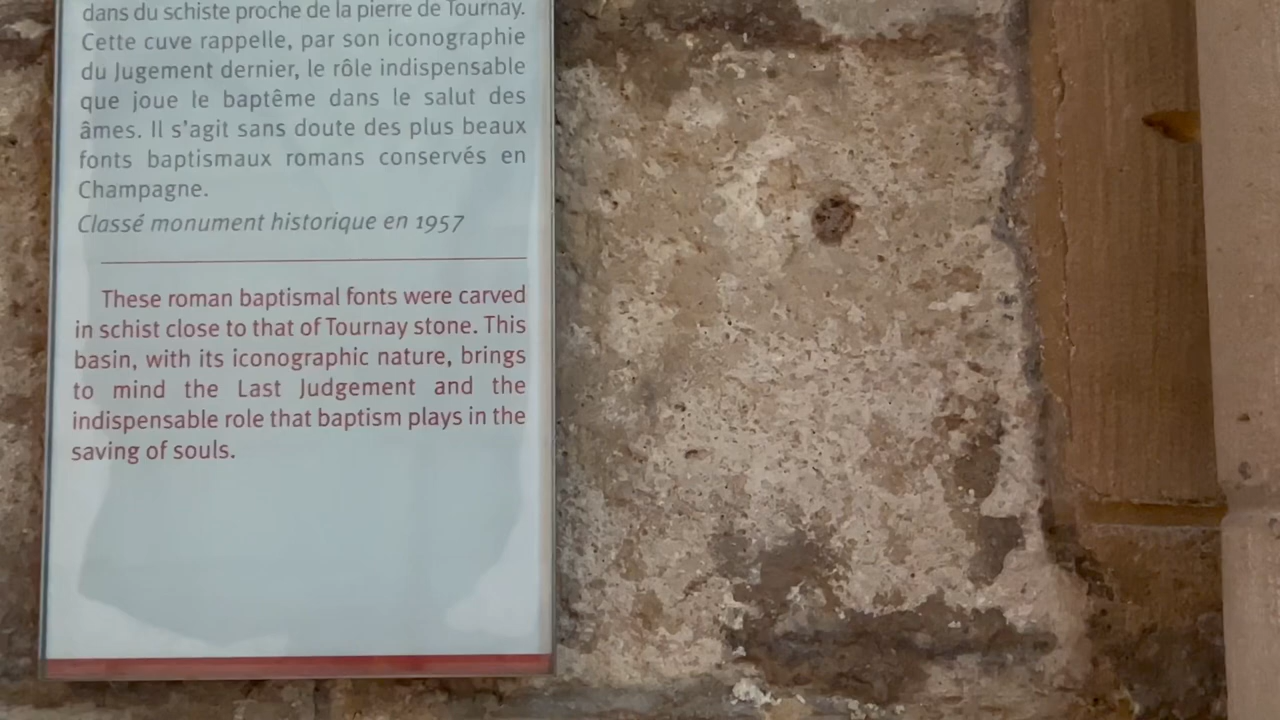 dans du schiste proche de la pierre de Tournay.
Cette cuve rappelle, par son iconographie
du Jugement dernier, le rôle indispensable
que joue le baptême dans le salut des
âmes. Il s'agit sans doute des plus beaux
fonts baptismaux romans conservés en
Champagne.
Classé monument historique en 1957
These roman baptismal fonts were carved
in schist close to that of Tournay stone. This
basin, with its iconographic nature, brings
to mind the Last Judgement and the
indispensable role that baptism plays in the
saving of souls.